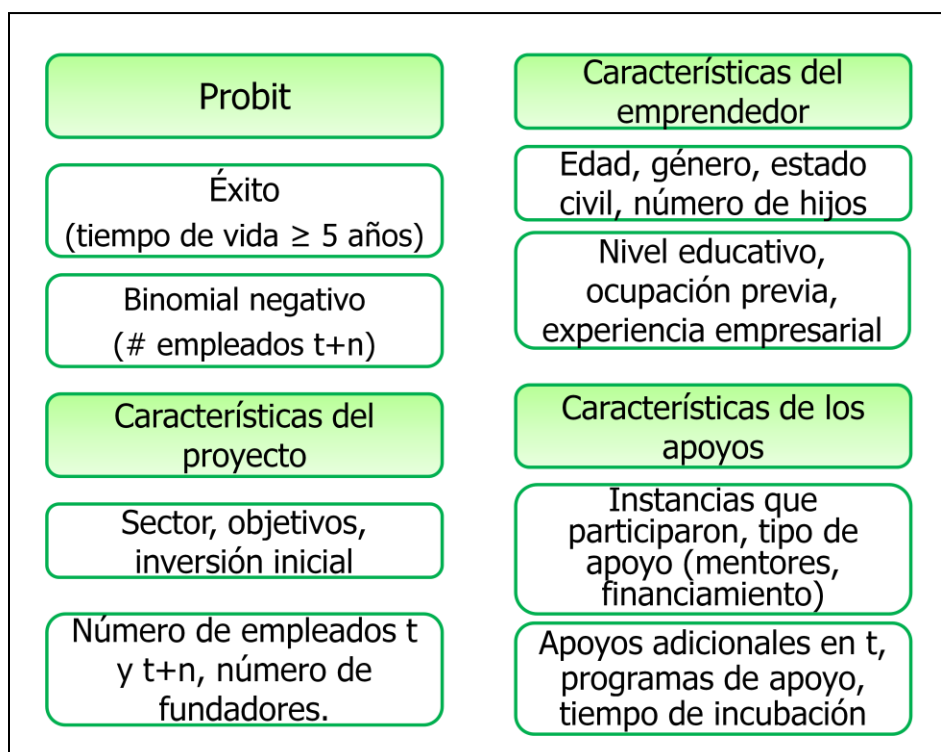 Probit
Éxito
(tiempo de vida ≥ 5 años)
Binomial negativo
(# empleados t+n)
Características del
proyecto
Sector, objetivos,
inversión inicial
Número de empleados t
y t+n, número de
fundadores.
Características del
emprendedor
Edad, género, estado
civil, número de hijos
Nivel educativo,
ocupación previa,
experiencia empresarial
Características de los
apoyos
Instancias que
participaron, tipo de
apoyo (mentores,
financiamiento)
Apoyos adicionales en t,
programas de apoyo,
tiempo de incubación